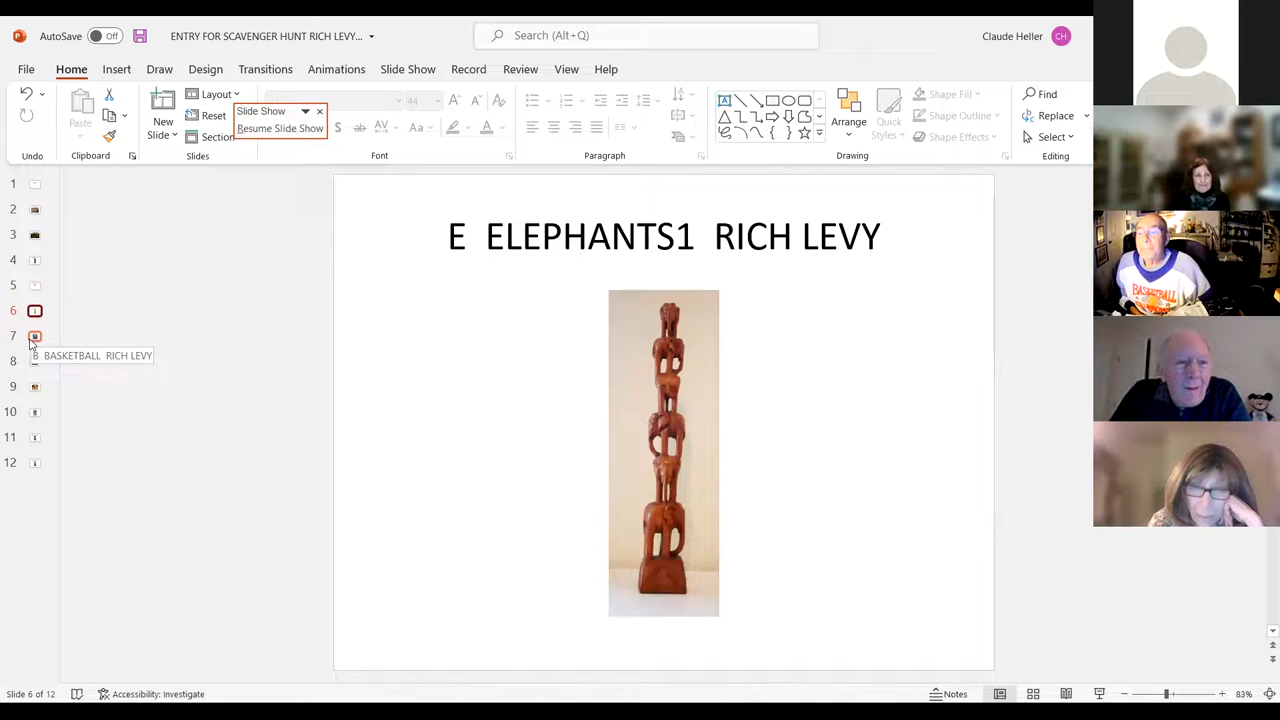 AutoSave Off ENTRY FOR SCAVENGER HUNT RICH LEVY... Search (Alt+Q) Claude Heller CH
File Home Insert Draw Design Transitions Animations Slide Show Record Review View Help
Paste New Slide Layout Reset Section
Slide Show
Resume Slide Show
44
Aa
Arrange Quick Styles Shape Fill Shape Outline Shape Effects
Find Replace Select
Undo Clipboard Slides Font Paragraph Drawing Editing
1
2
3
4
5
6
7
B BASKETBALL RICH LEVY
8
9
10
11
12
E ELEPHANTS1 RICH LEVY
BASKETBALL
Slide 6 of 12 Accessibility: Investigate Notes 83%